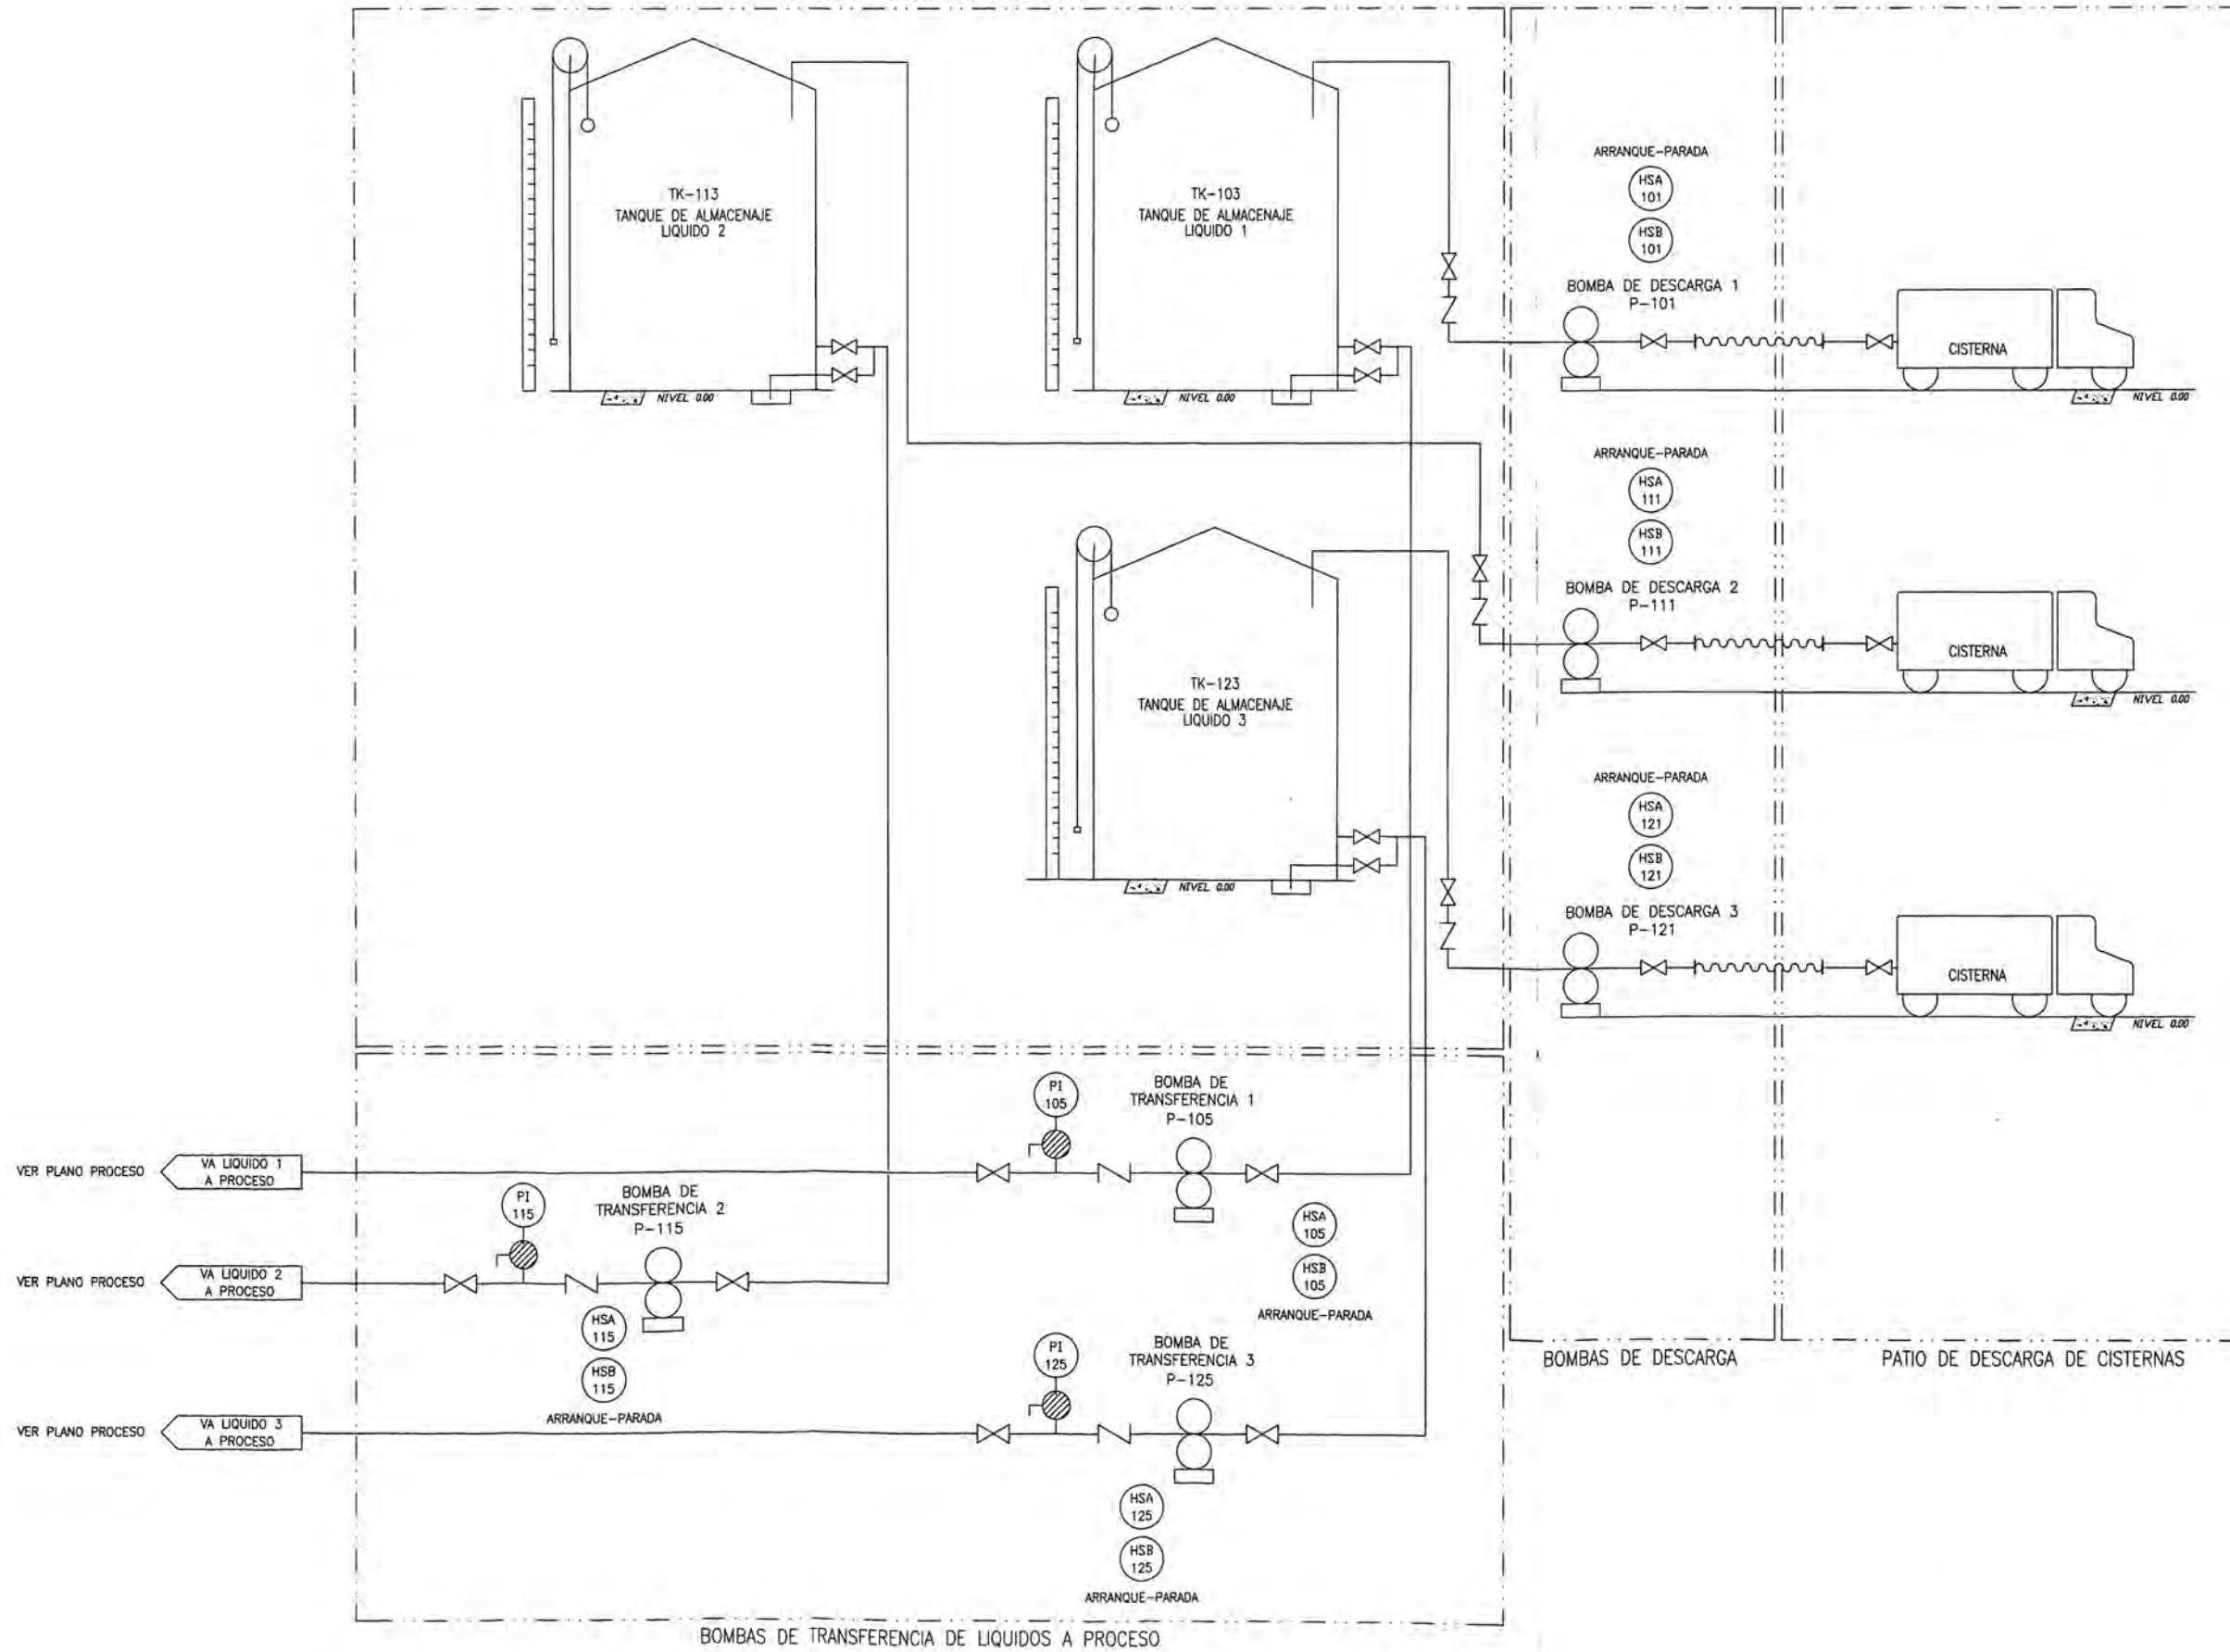 TK-113
TANQUE DE ALMACENAJE
LIQUIDO 2
NIVEL 0.00
TK-103
TANQUE DE ALMACENAJE
LIQUIDO 1
NIVEL 0.00
ARRANQUE-PARADA
HSA
101
HSB
101
BOMBA DE DESCARGA 1
P-101
CISTERNA
NIVEL 0.00
ARRANQUE-PARADA
HSA
111
HSB
111
BOMBA DE DESCARGA 2
P-111
CISTERNA
NIVEL 0.00
TK-123
TANQUE DE ALMACENAJE
LIQUIDO 3
NIVEL 0.00
ARRANQUE-PARADA
HSA
121
HSB
121
BOMBA DE DESCARGA 3
P-121
CISTERNA
NIVEL 0.00
PI
105
BOMBA DE
TRANSFERENCIA 1
P-105
VER PLANO PROCESO
VA LIQUIDO 1
A PROCESO
HSA
105
HSB
105
ARRANQUE-PARADA
PI
115
BOMBA DE
TRANSFERENCIA 2
P-115
VER PLANO PROCESO
VA LIQUIDO 2
A PROCESO
HSA
115
HSB
115
ARRANQUE-PARADA
PI
125
BOMBA DE
TRANSFERENCIA 3
P-125
VER PLANO PROCESO
VA LIQUIDO 3
A PROCESO
HSA
125
HSB
125
ARRANQUE-PARADA
BOMBAS DE DESCARGA
PATIO DE DESCARGA DE CISTERNAS
BOMBAS DE TRANSFERENCIA DE LIQUIDOS A PROCESO